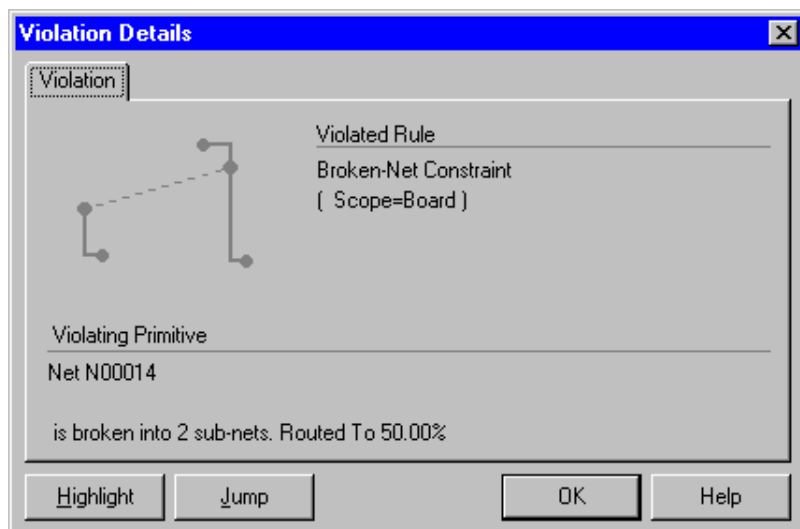 Violation Details
Violation
Violated Rule
Broken-Net Constraint
( Scope=Board )
Violating Primitive
Net N00014
is broken into 2 sub-nets. Routed To 50.00%
Highlight Jump OK Help